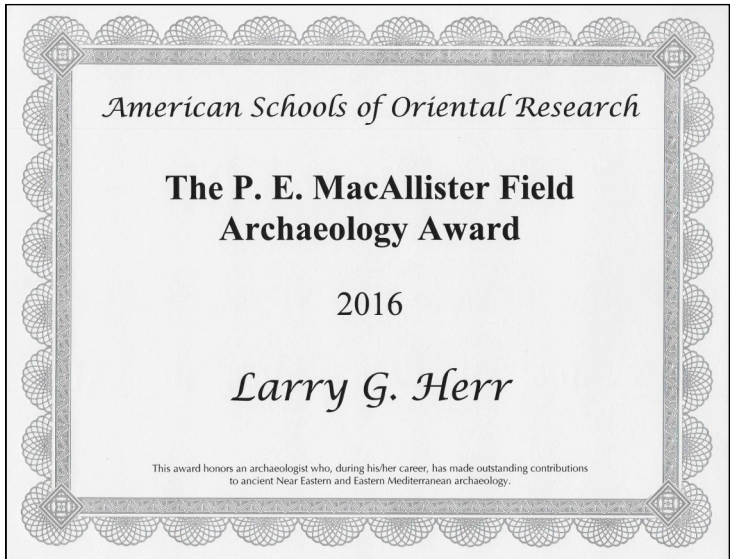 American Schools of Oriental Research
The P. E. MacAllister Field
Archaeology Award
2016
Larry G. Herr
This award honors an archaeologist who, during his/her career, has made outstanding contributions
to ancient Near Eastern and Eastern Mediterranean archaeology.